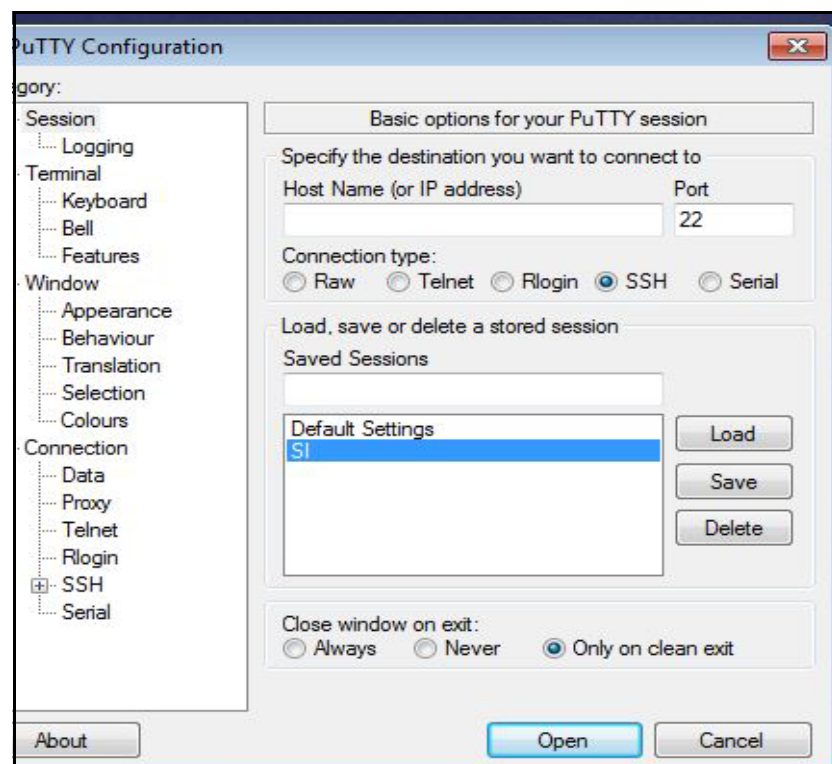 PuTTY Configuration
gory:
Session
Logging
Terminal
Keyboard
Bell
Features
Window
Appearance
Behaviour
Translation
Selection
Colours
Connection
Data
Proxy
Telnet
Rlogin
SSH
Serial
Basic options for your PuTTY session
Specify the destination you want to connect to
Host Name (or IP address) Port
22
Connection type:
Raw Telnet Rlogin SSH Serial
Load, save or delete a stored session
Saved Sessions
Default Settings
SI
Load
Save
Delete
Close window on exit:
Always Never Only on clean exit
About Open Cancel